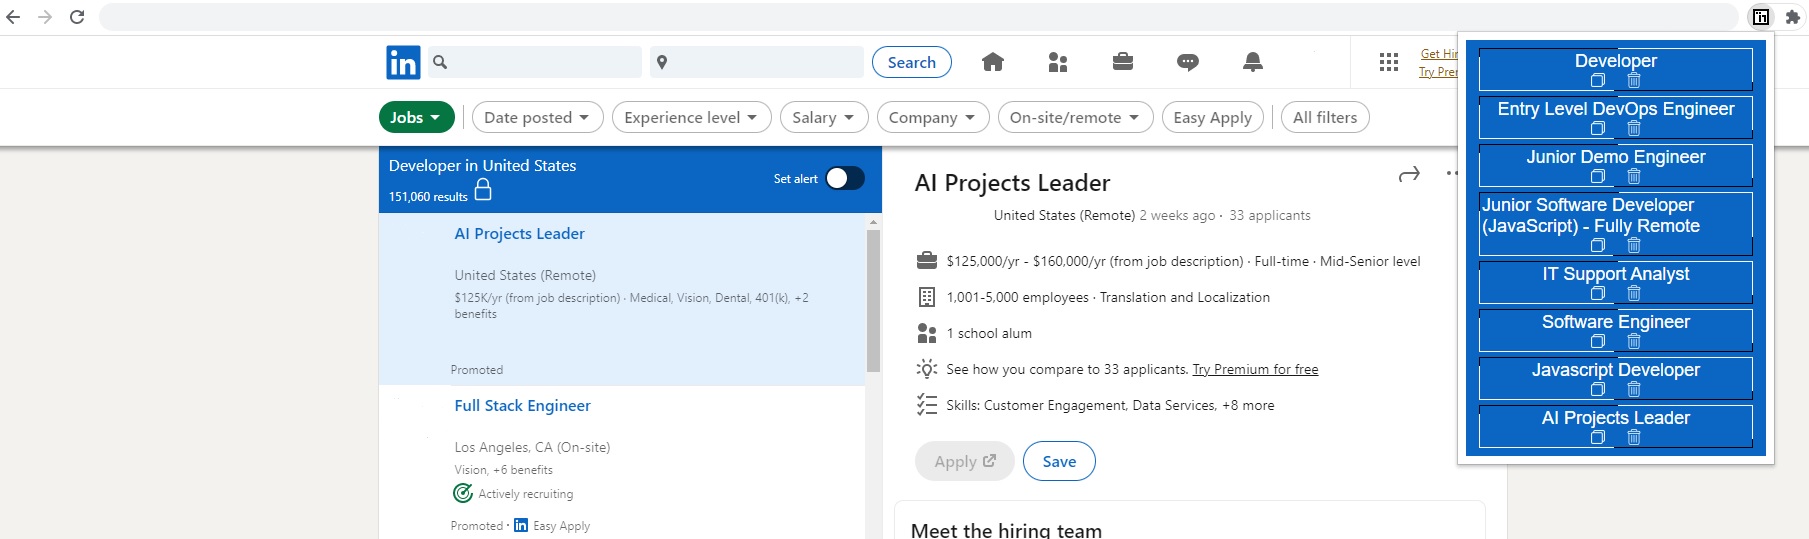 in
Search
Get Hir
Try Prer
Jobs
Date posted
Experience level
Salary
Company
On-site/remote
Easy Apply
All filters
Developer in United States
151,060 results
Set alert
AI Projects Leader
United States (Remote)
$125K/yr (from job description) · Medical, Vision, Dental, 401(k), +2
benefits
Promoted
Full Stack Engineer
Los Angeles, CA (On-site)
Vision, +6 benefits
Actively recruiting
Promoted · in Easy Apply
AI Projects Leader
United States (Remote) 2 weeks ago · 33 applicants
$125,000/yr - $160,000/yr (from job description) · Full-time · Mid-Senior level
1,001-5,000 employees · Translation and Localization
1 school alum
See how you compare to 33 applicants. Try Premium for free
Skills: Customer Engagement, Data Services, +8 more
Apply
Save
Meet the hiring team
Developer
Entry Level DevOps Engineer
Junior Demo Engineer
Junior Software Developer
(JavaScript) - Fully Remote
IT Support Analyst
Software Engineer
Javascript Developer
AI Projects Leader